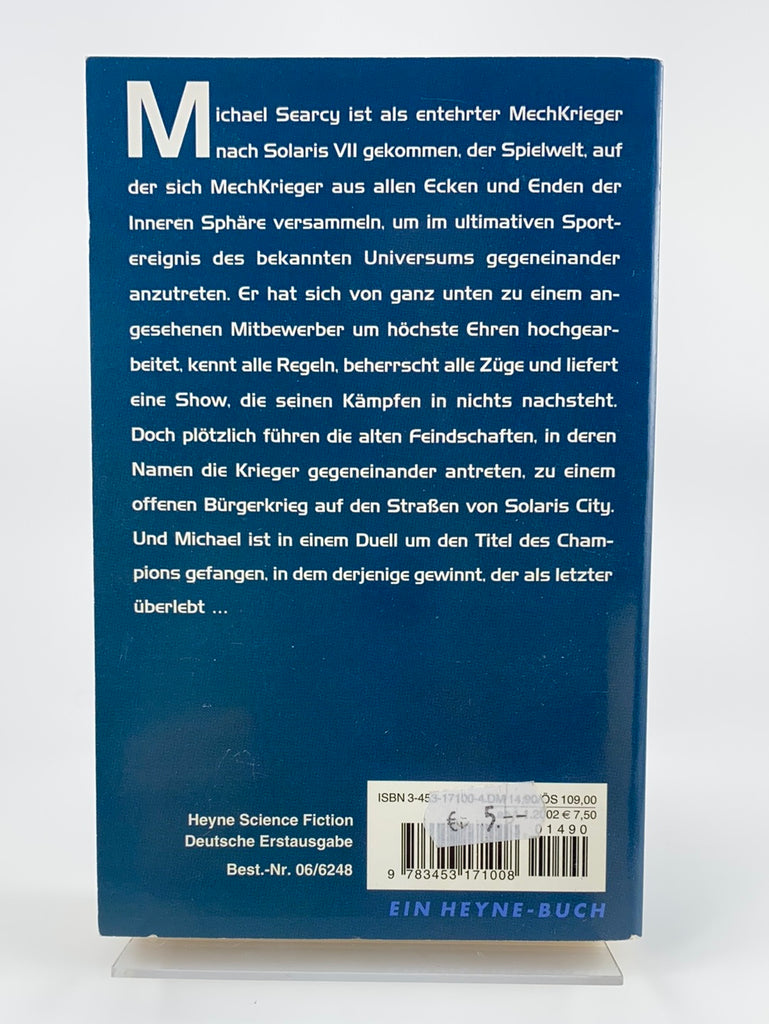 Michael Searcy ist als entehrter MechKrieger
nach Solaris VII gekommen, der Spielwelt, auf
der sich MechKrieger aus allen Ecken und Enden der
Inneren Sphäre versammeln, um im ultimativen Sport-
ereignis des bekannten Universums gegeneinander
anzutreten. Er hat sich von ganz unten zu einem an-
gesehenen Mitbewerber um höchste Ehren hochgear-
beitet, kennt alle Regeln, beherrscht alle Züge und liefert
eine Show, die seinen Kämpfen in nichts nachsteht.
Doch plötzlich führen die alten Feindschaften, in deren
Namen die Krieger gegeneinander antreten, zu einem
offenen Bürgerkrieg auf den Straßen von Solaris City.
Und Michael ist in einem Duell um den Titel des Cham-
pions gefangen, in dem derjenige gewinnt, der als letzter
überlebt ...
Heyne Science Fiction
Deutsche Erstausgabe
Best.-Nr. 06/6248
ISBN 3-453-17100-4 DM 14,90/ÖS 109,00
.2002 € 7,50
€ 5.--
01490
9 783453 171008
EIN HEYNE-BUCH